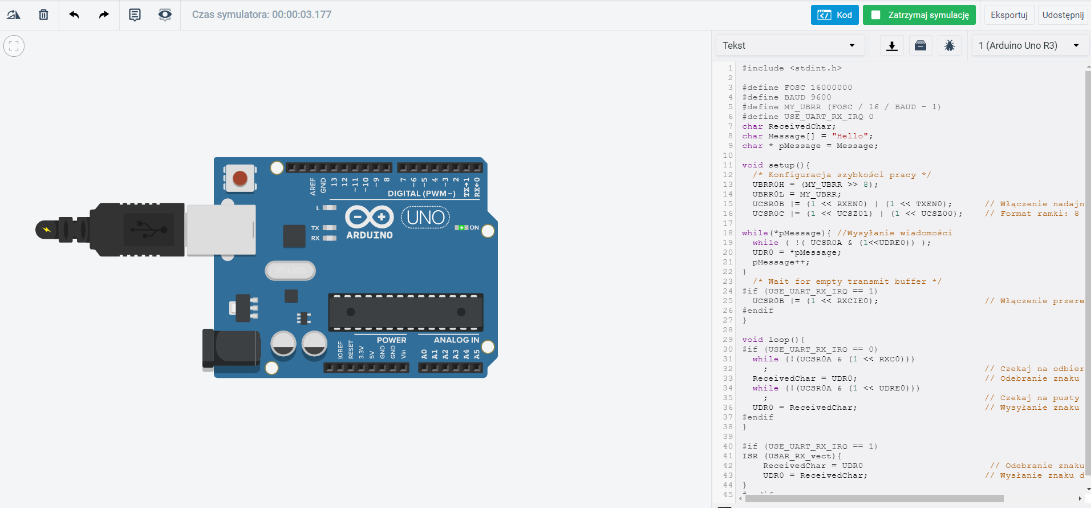 Czas symulatora: 00:00:03.177
Kod
Zatrzymaj symulację
Eksportuj
Udostępnij
Tekst
1 (Arduino Uno R3)
1 #include <stdint.h>
2
3 #define FOSC 16000000
4 #define BAUD 9600
5 #define MY_UBRR (FOSC / 16 / BAUD - 1)
6 #define USE_UART_RX_IRQ 0
7 char ReceivedChar;
8 char Message[] = "Hello";
9 char * pMessage = Message;
10
11 void setup(){
12 /* Konfiguracja szybkości pracy */
13 UBRR0H = (MY_UBRR >> 8);
14 UBRR0L = MY_UBRR;
15 UCSR0B |= (1 << RXEN0) | (1 << TXEN0); // Włączenie nadajn
16 UCSR0C |= (1 << UCSZ01) | (1 << UCSZ00); // Format ramki: 8
17
18 while(*pMessage){ //Wysyłanie wiadomości
19 while ( !( UCSR0A & (1<<UDRE0)) );
20 UDR0 = *pMessage;
21 pMessage++;
22 }
23 /* Wait for empty transmit buffer */
24 #if (USE_UART_RX_IRQ == 1)
25 UCSR0B |= (1 << RXCIE0); // Włączenie przere
26 #endif
27 }
28
29 void loop(){
30 #if (USE_UART_RX_IRQ == 0)
31 while (!(UCSR0A & (1 << RXC0)))
32 ; // Czekaj na odbier
33 ReceivedChar = UDR0; // Odebranie znaku
34 while (!(UCSR0A & (1 << UDRE0)))
35 ; // Czekaj na pusty
36 UDR0 = ReceivedChar; // Wysyłanie znaku
37 #endif
38 }
39
40 #if (USE_UART_RX_IRQ == 1)
41 ISR (USAR_RX_vect){
42 ReceivedChar = UDR0 // Odebranie znaku
43 UDR0 = ReceivedChar; // Wysłanie znaku d
44 }
45
AREF
GND
13
12
~11
~10
~9
8
7
~6
~5
4
~3
2
TX→1
RX←0
DIGITAL (PWM ~)
L
TX
RX
UNO
ARDUINO
ON
POWER
ANALOG IN
IOREF
RESET
3.3V
5V
GND
GND
VIN
A0
A1
A2
A3
A4
A5